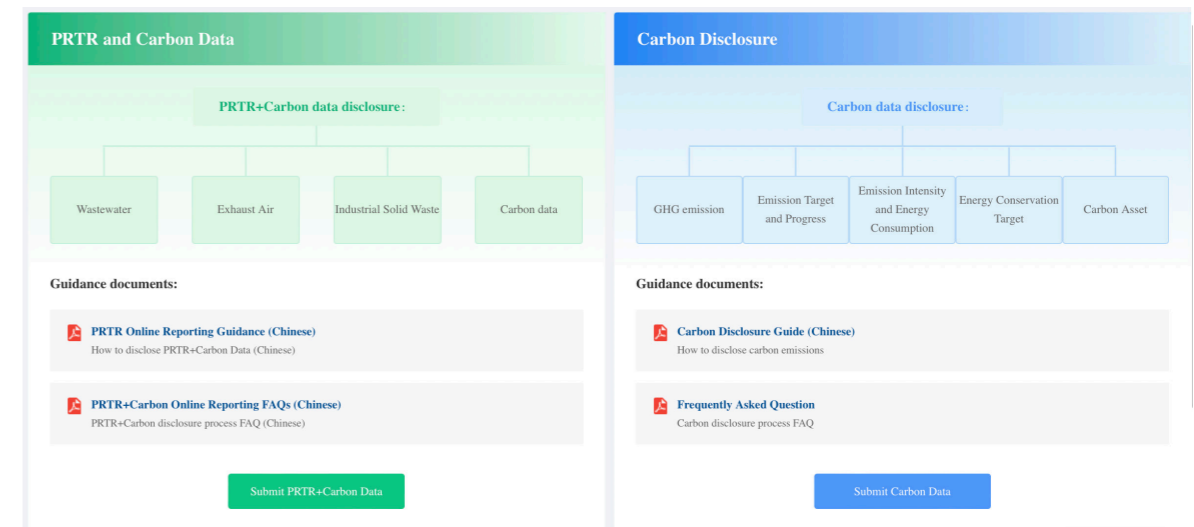 PRTR and Carbon Data
PRTR+Carbon data disclosure:
Wastewater
Exhaust Air
Industrial Solid Waste
Carbon data
Guidance documents:
PRTR Online Reporting Guidance (Chinese)
How to disclose PRTR+Carbon Data (Chinese)
PRTR+Carbon Online Reporting FAQs (Chinese)
PRTR+Carbon disclosure process FAQ (Chinese)
Submit PRTR+Carbon Data
Carbon Disclosure
Carbon data disclosure:
GHG emission
Emission Target
and Progress
Emission Intensity
and Energy
Consumption
Energy Conservation
Target
Carbon Asset
Guidance documents:
Carbon Disclosure Guide (Chinese)
How to disclose carbon emissions
Frequently Asked Question
Carbon disclosure process FAQ
Submit Carbon Data